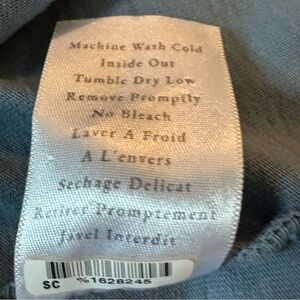 Machine Wash Cold
Inside Out
Tumble Dry Low
Remove Promptly
No Bleach
Laver A Froid
A L'envers
Sechage Delicat
Retirer Promptement
Javel Interdit
SC %1628245